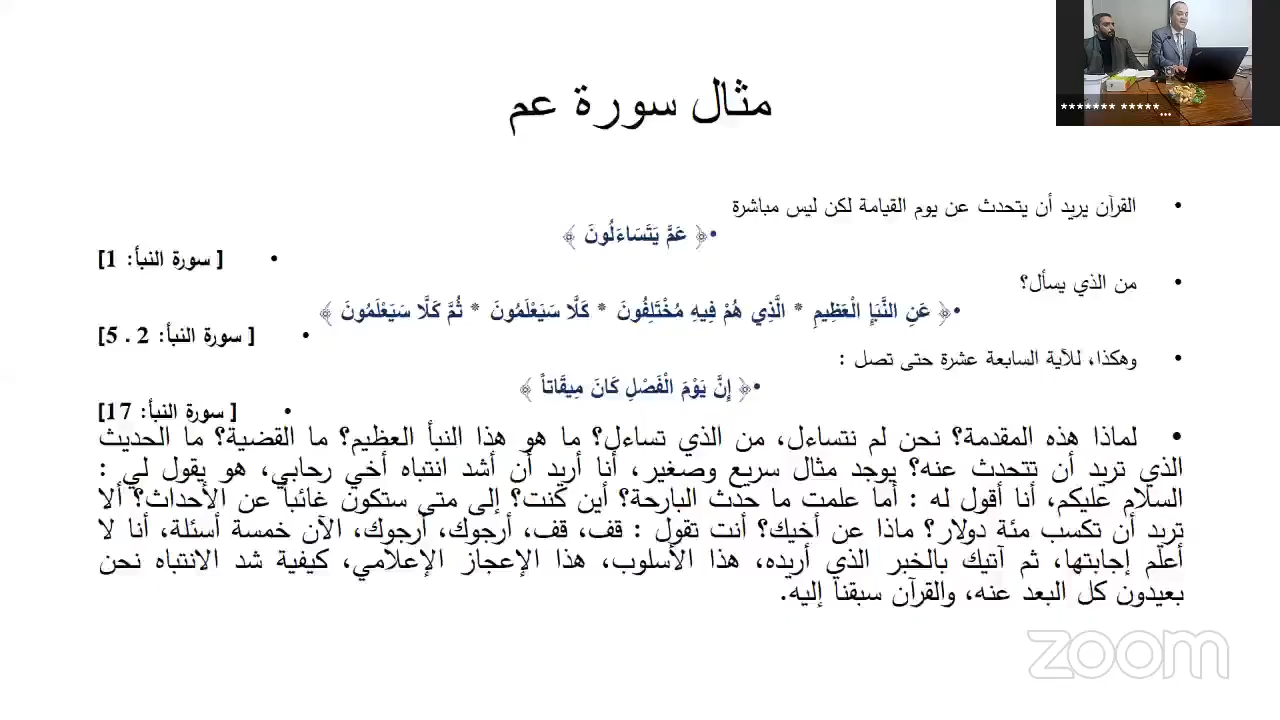 ******* *****...
مثال سورة عم
• القرآن يريد أن يتحدث عن يوم القيامة لكن ليس مباشرة
•﴿ عَمَّ يَتَسَاءَلُونَ ﴾
• [ سورة النبأ: 1]
• من الذي يسأل؟
•﴿ عَنِ النَّبَإِ الْعَظِيمِ * الَّذِي هُمْ فِيهِ مُخْتَلِفُونَ * كَلَّا سَيَعْلَمُونَ * ثُمَّ كَلَّا سَيَعْلَمُونَ ﴾
• [ سورة النبأ: 2 . 5]
• وهكذا، للآية السابعة عشرة حتى تصل :
•﴿ إِنَّ يَوْمَ الْفَصْلِ كَانَ مِيقَاتاً ﴾
• [ سورة النبأ: 17]
• لماذا هذه المقدمة؟ نحن لم نتساءل، من الذي تساءل؟ ما هو هذا النبأ العظيم؟ ما القضية؟ ما الحديث
الذي تريد أن تتحدث عنه؟ يوجد مثال سريع وصغير، أنا أريد أن أشد انتباه أخي رحابي، هو يقول لي :
السلام عليكم، أنا أقول له : أما علمت ما حدث البارحة؟ أين كنت؟ إلى متى ستكون غائباً عن الأحداث؟ ألا
تريد أن تكسب مئة دولار؟ ماذا عن أخيك؟ أنت تقول : قف، قف، أرجوك، أرجوك، الآن خمسة أسئلة، أنا لا
أعلم إجابتها، ثم آتيك بالخبر الذي أريده، هذا الأسلوب، هذا الإعجاز الإعلامي، كيفية شد الانتباه نحن
بعيدون كل البعد عنه، والقرآن سبقنا إليه.
zoom